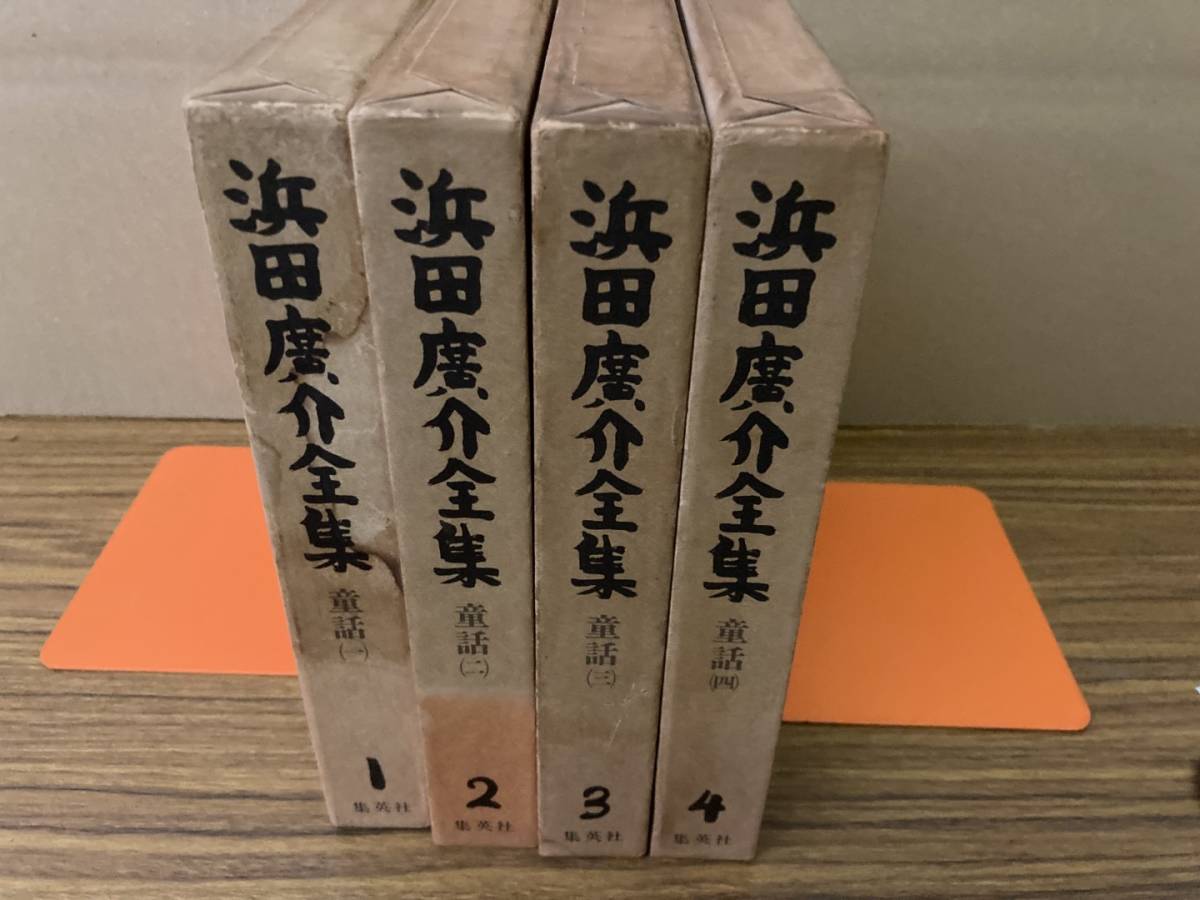 浜田廣介全集
童話(一)
1
集英社
浜田廣介全集
童話(二)
2
集英社
浜田廣介全集
童話(三)
3
集英社
浜田廣介全集
童話(四)
4
集英社